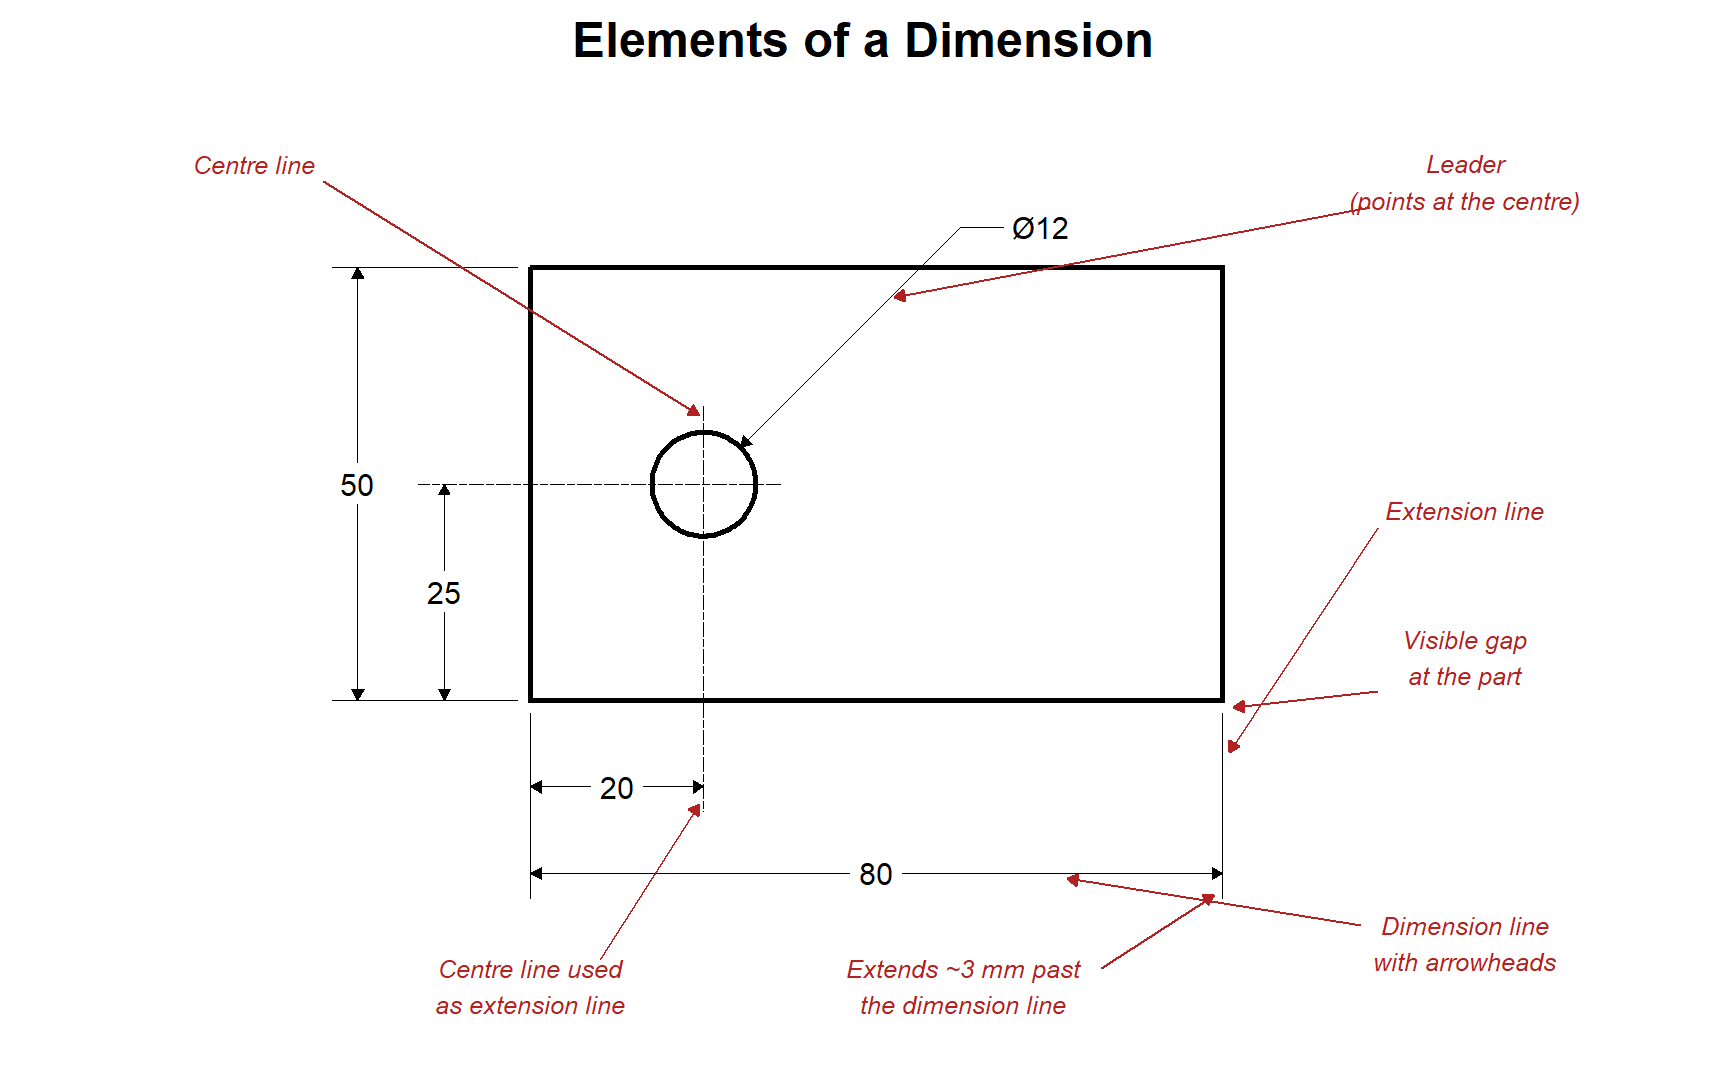 Elements of a Dimension
Centre line
Leader
(points at the centre)
Ø12
50
Extension line
25
Visible gap
at the part
20
80
Dimension line
with arrowheads
Centre line used
as extension line
Extends ~3 mm past
the dimension line